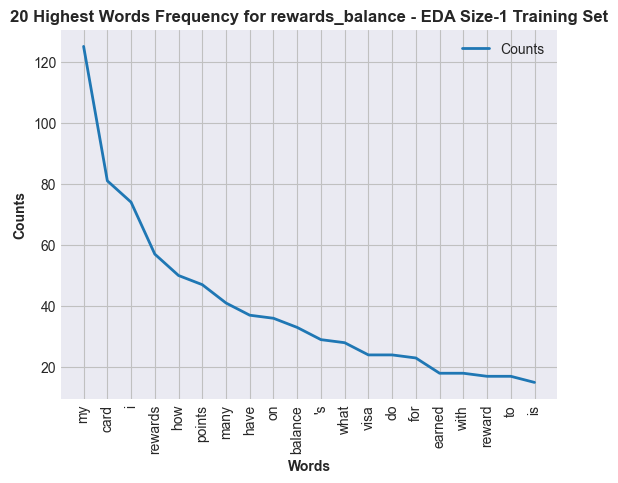 20 Highest Words Frequency for rewards_balance - EDA Size-1 Training Set
Counts
120
100
80
60
40
20
Counts
my
card
i
rewards
how
points
many
have
on
balance
's
what
visa
do
for
earned
with
reward
to
is
Words